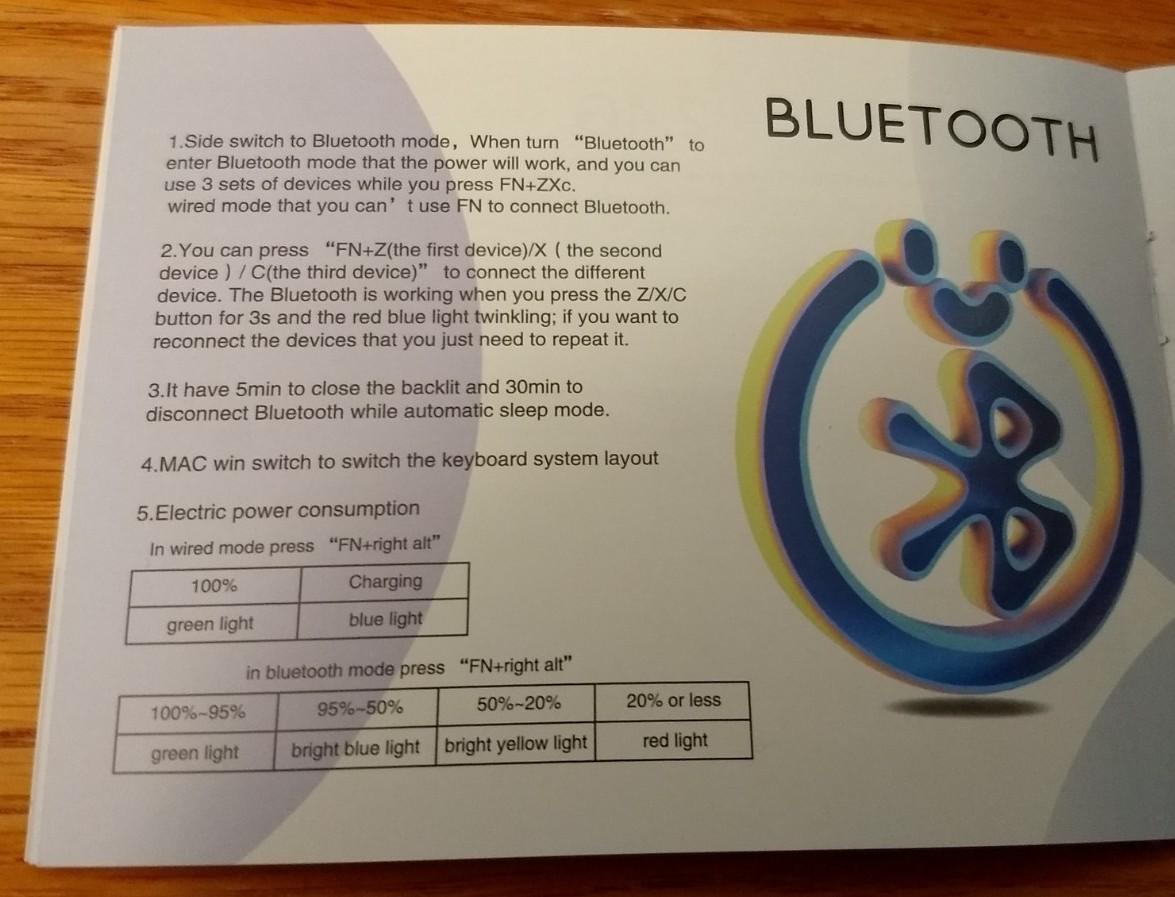 BLUETOOTH
1.Side switch to Bluetooth mode, When turn “Bluetooth” to
enter Bluetooth mode that the power will work, and you can
use 3 sets of devices while you press FN+ZXc.
wired mode that you can’ t use FN to connect Bluetooth.
2.You can press “FN+Z(the first device)/X ( the second
device ) / C(the third device)” to connect the different
device. The Bluetooth is working when you press the Z/X/C
button for 3s and the red blue light twinkling; if you want to
reconnect the devices that you just need to repeat it.
3.It have 5min to close the backlit and 30min to
disconnect Bluetooth while automatic sleep mode.
4.MAC win switch to switch the keyboard system layout
5.Electric power consumption
In wired mode press “FN+right alt”
100% Charging
green light blue light
in bluetooth mode press “FN+right alt”
100%~95% 95%~50% 50%~20% 20% or less
green light bright blue light bright yellow light red light